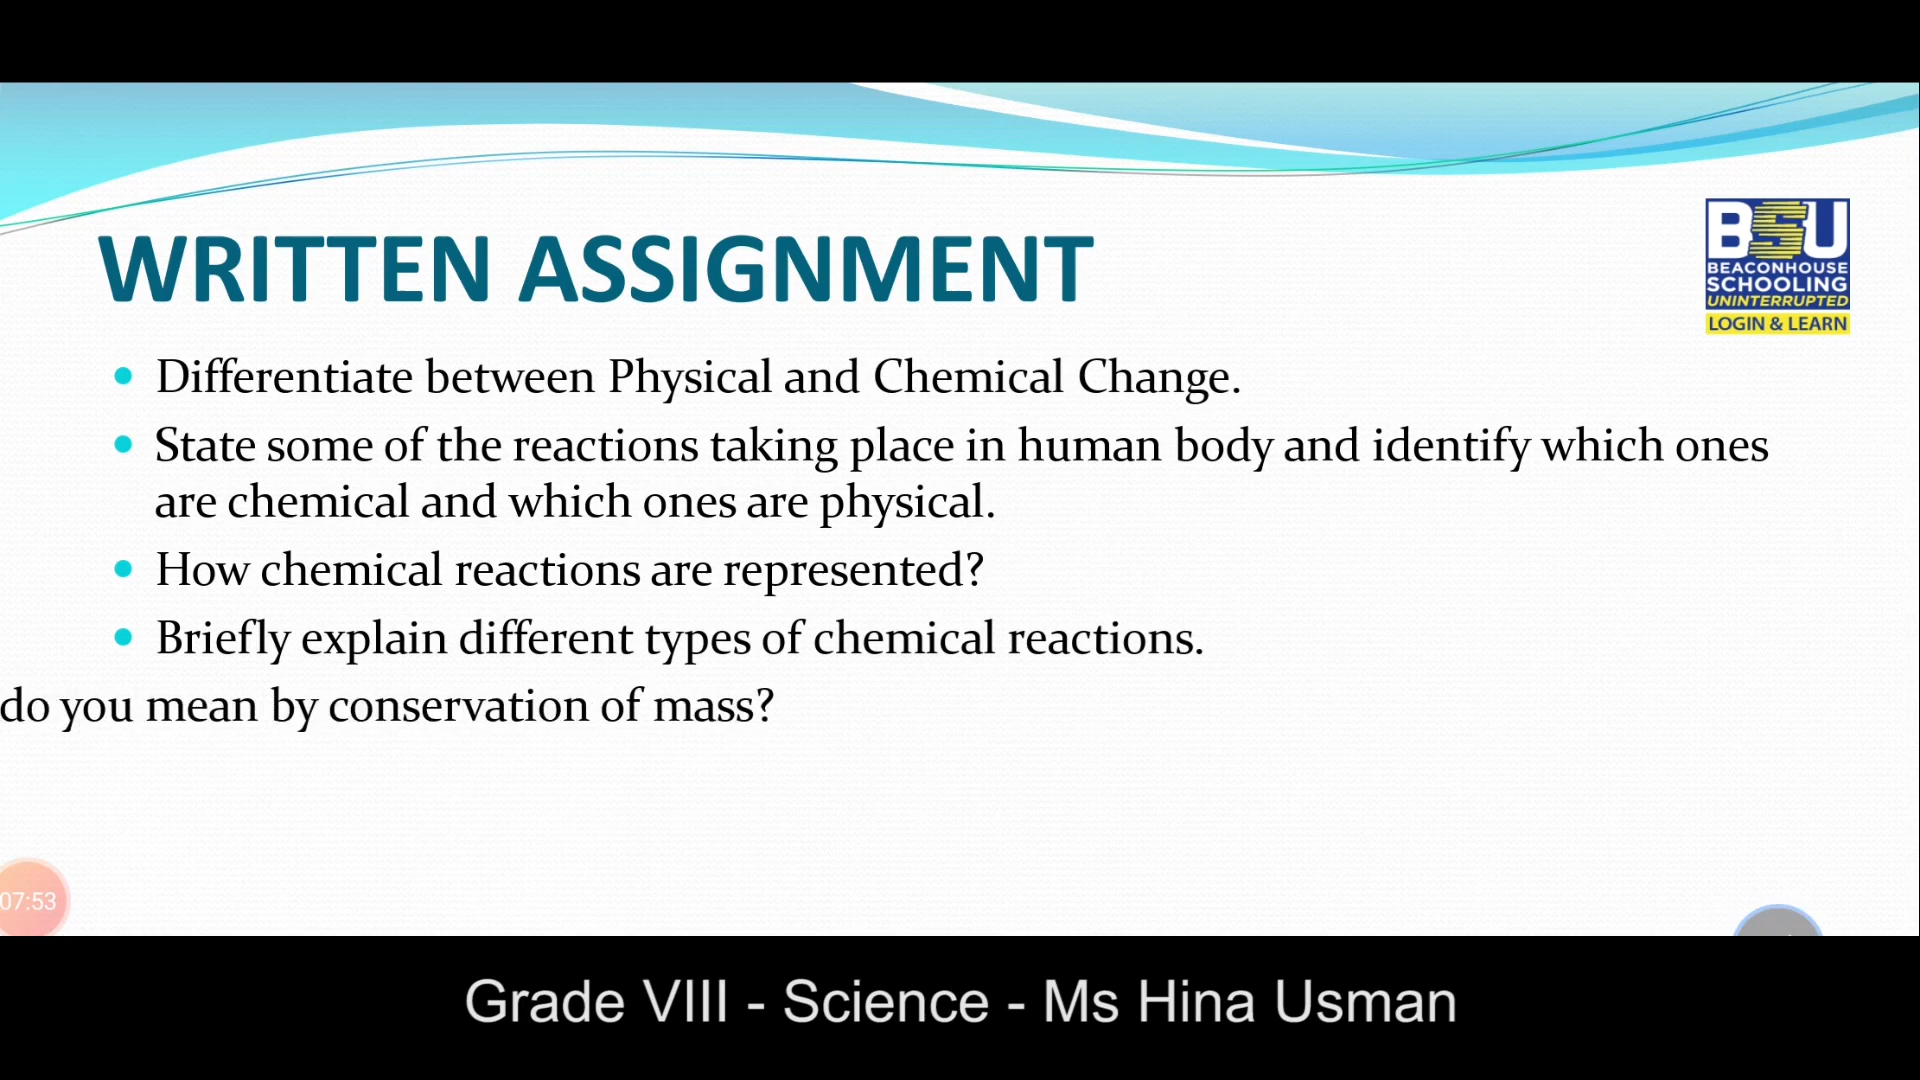 WRITTEN ASSIGNMENT
BSU
BEACONHOUSE
SCHOOLING
UNINTERRUPTED
LOGIN & LEARN
• Differentiate between Physical and Chemical Change.
• State some of the reactions taking place in human body and identify which ones
are chemical and which ones are physical.
• How chemical reactions are represented?
• Briefly explain different types of chemical reactions.
do you mean by conservation of mass?
07:53
Grade VIII - Science - Ms Hina Usman